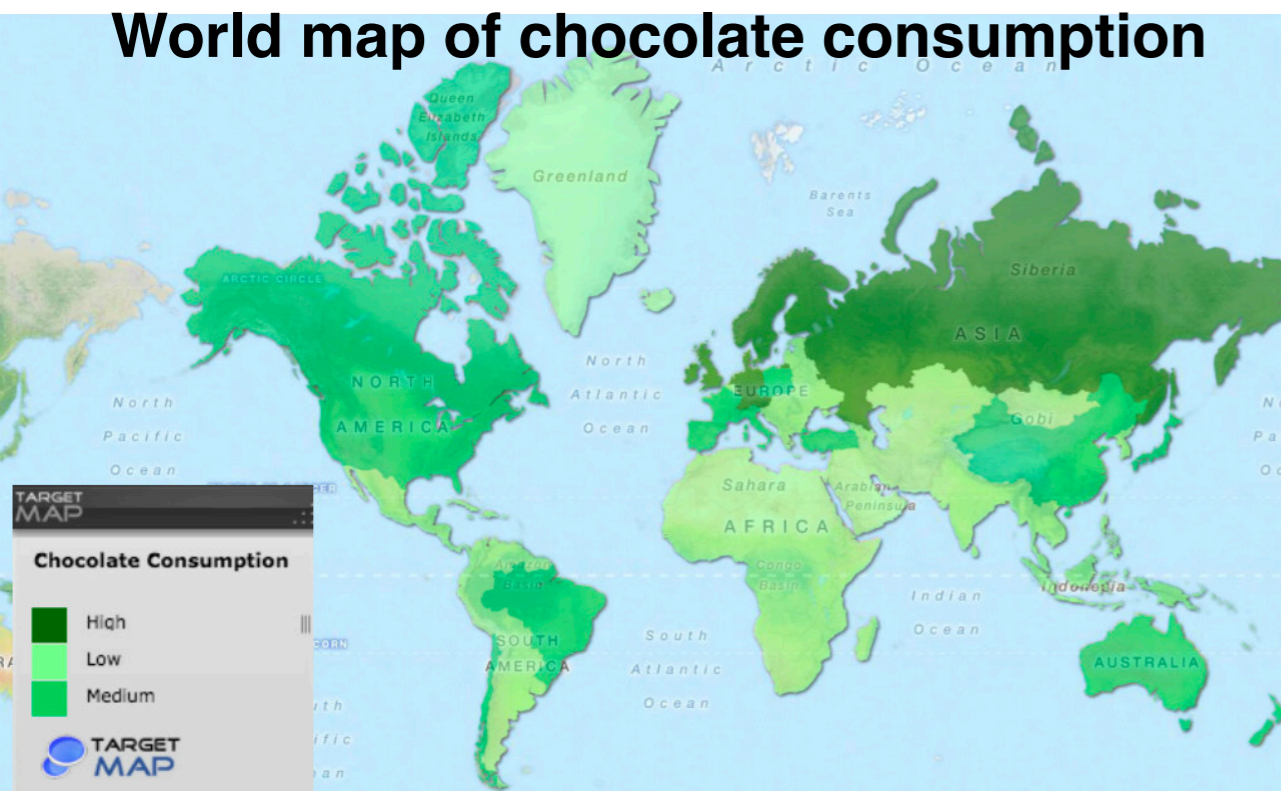 World map of chocolate consumption
Arctic Ocean
Queen
Elizabeth
Islands
Greenland
Barents
Sea
ARCTIC CIRCLE
Siberia
ASIA
North
Atlantic
Ocean
NORTH
AMERICA
EUROPE
North
Pacific
Ocean
Gobi
Sahara
Arabian
Peninsula
AFRICA
Congo
Basin
Amazon
Basin
Indonesia
Indian
Ocean
SOUTH
AMERICA
South
Atlantic
Ocean
AUSTRALIA
TARGET
MAP
Chocolate Consumption
High
Low
Medium
TARGET
MAP